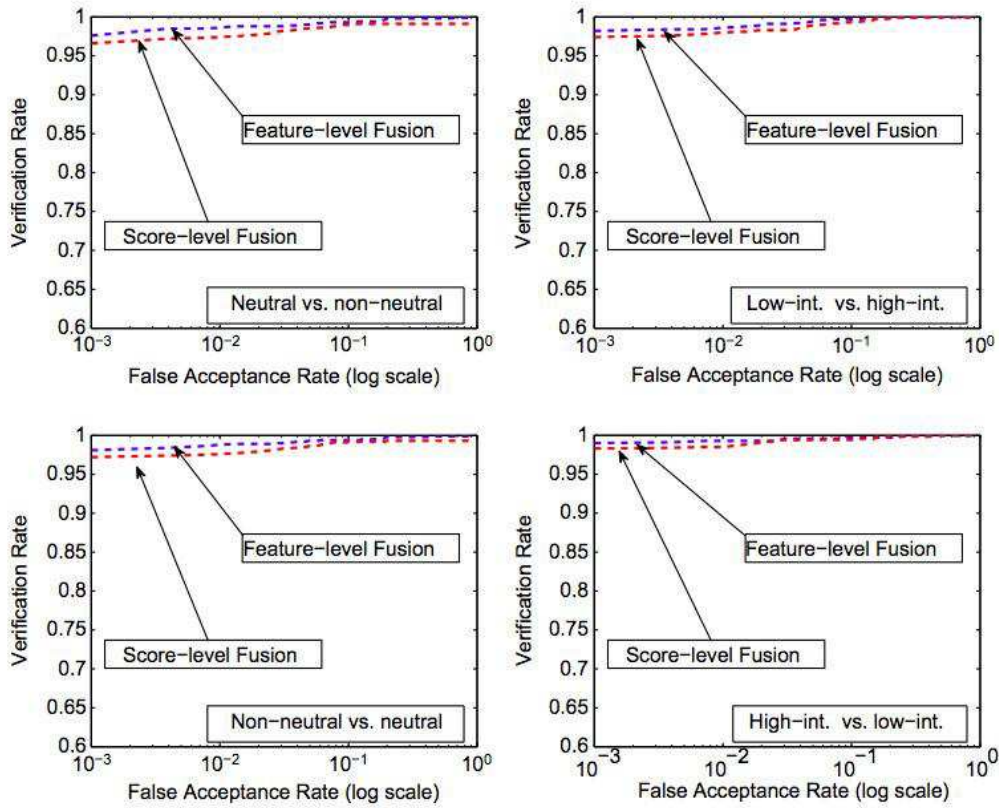 1
0.95
0.9
0.85
0.8
0.75
0.7
0.65
0.6
Verification Rate
Feature−level Fusion
Score−level Fusion
Neutral vs. non−neutral
10⁻³ 10⁻² 10⁻¹ 10⁰
False Acceptance Rate (log scale)
1
0.95
0.9
0.85
0.8
0.75
0.7
0.65
0.6
Verification Rate
Feature−level Fusion
Score−level Fusion
Low−int. vs. high−int.
10⁻³ 10⁻² 10⁻¹ 10⁰
False Acceptance Rate (log scale)
1
0.95
0.9
0.85
0.8
0.75
0.7
0.65
0.6
Verification Rate
Feature−level Fusion
Score−level Fusion
Non−neutral vs. neutral
10⁻³ 10⁻² 10⁻¹ 10⁰
False Acceptance Rate (log scale)
1
0.95
0.9
0.85
0.8
0.75
0.7
0.65
0.6
Verification Rate
Feature−level Fusion
Score−level Fusion
High−int. vs. low−int.
10⁻³ 10⁻² 10⁻¹ 10⁰
False Acceptance Rate (log scale)